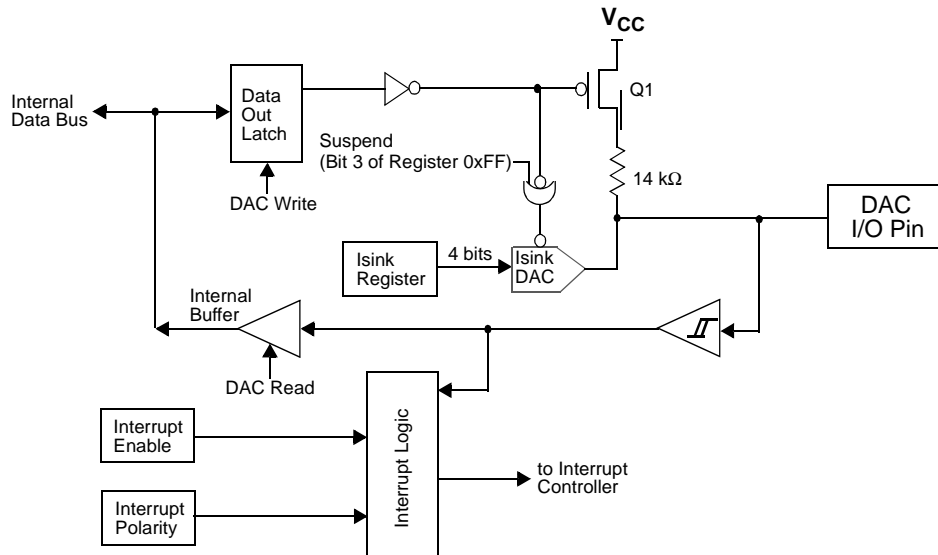 VCC
Internal
Data Bus
Data
Out
Latch
Q1
Suspend
(Bit 3 of Register 0xFF)
14 kΩ
DAC Write
DAC
I/O Pin
Isink
Register
4 bits
Isink
DAC
Internal
Buffer
DAC Read
Interrupt
Enable
Interrupt Logic
to Interrupt
Controller
Interrupt
Polarity